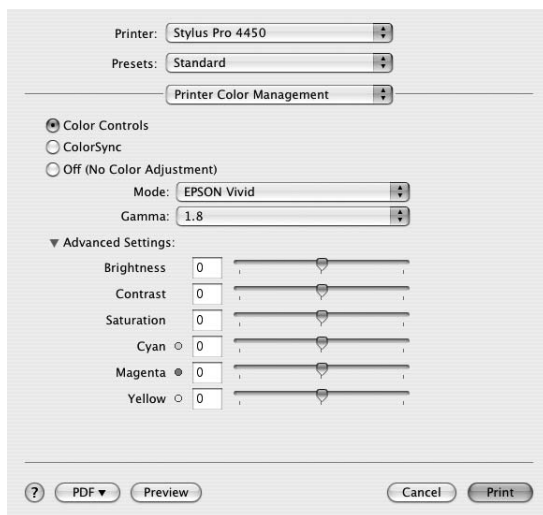 Printer: Stylus Pro 4450
Presets: Standard
Printer Color Management
Color Controls
ColorSync
Off (No Color Adjustment)
Mode: EPSON Vivid
Gamma: 1.8
Advanced Settings:
Brightness 0
Contrast 0
Saturation 0
Cyan 0
Magenta 0
Yellow 0
? PDF Preview Cancel Print